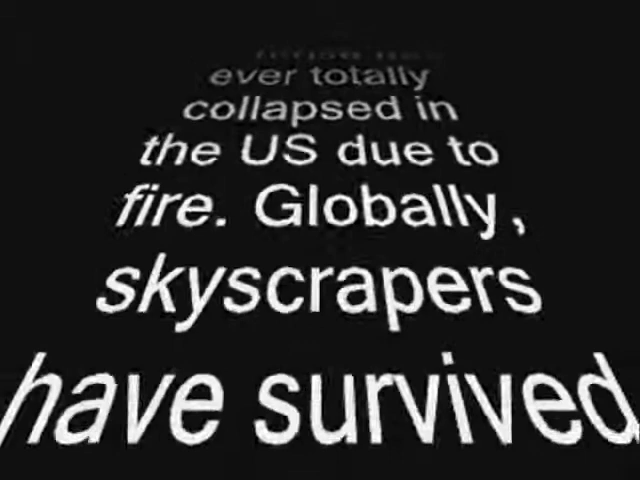 ever totally
collapsed in
the US due to
fire. Globally,
skyscrapers
have survived